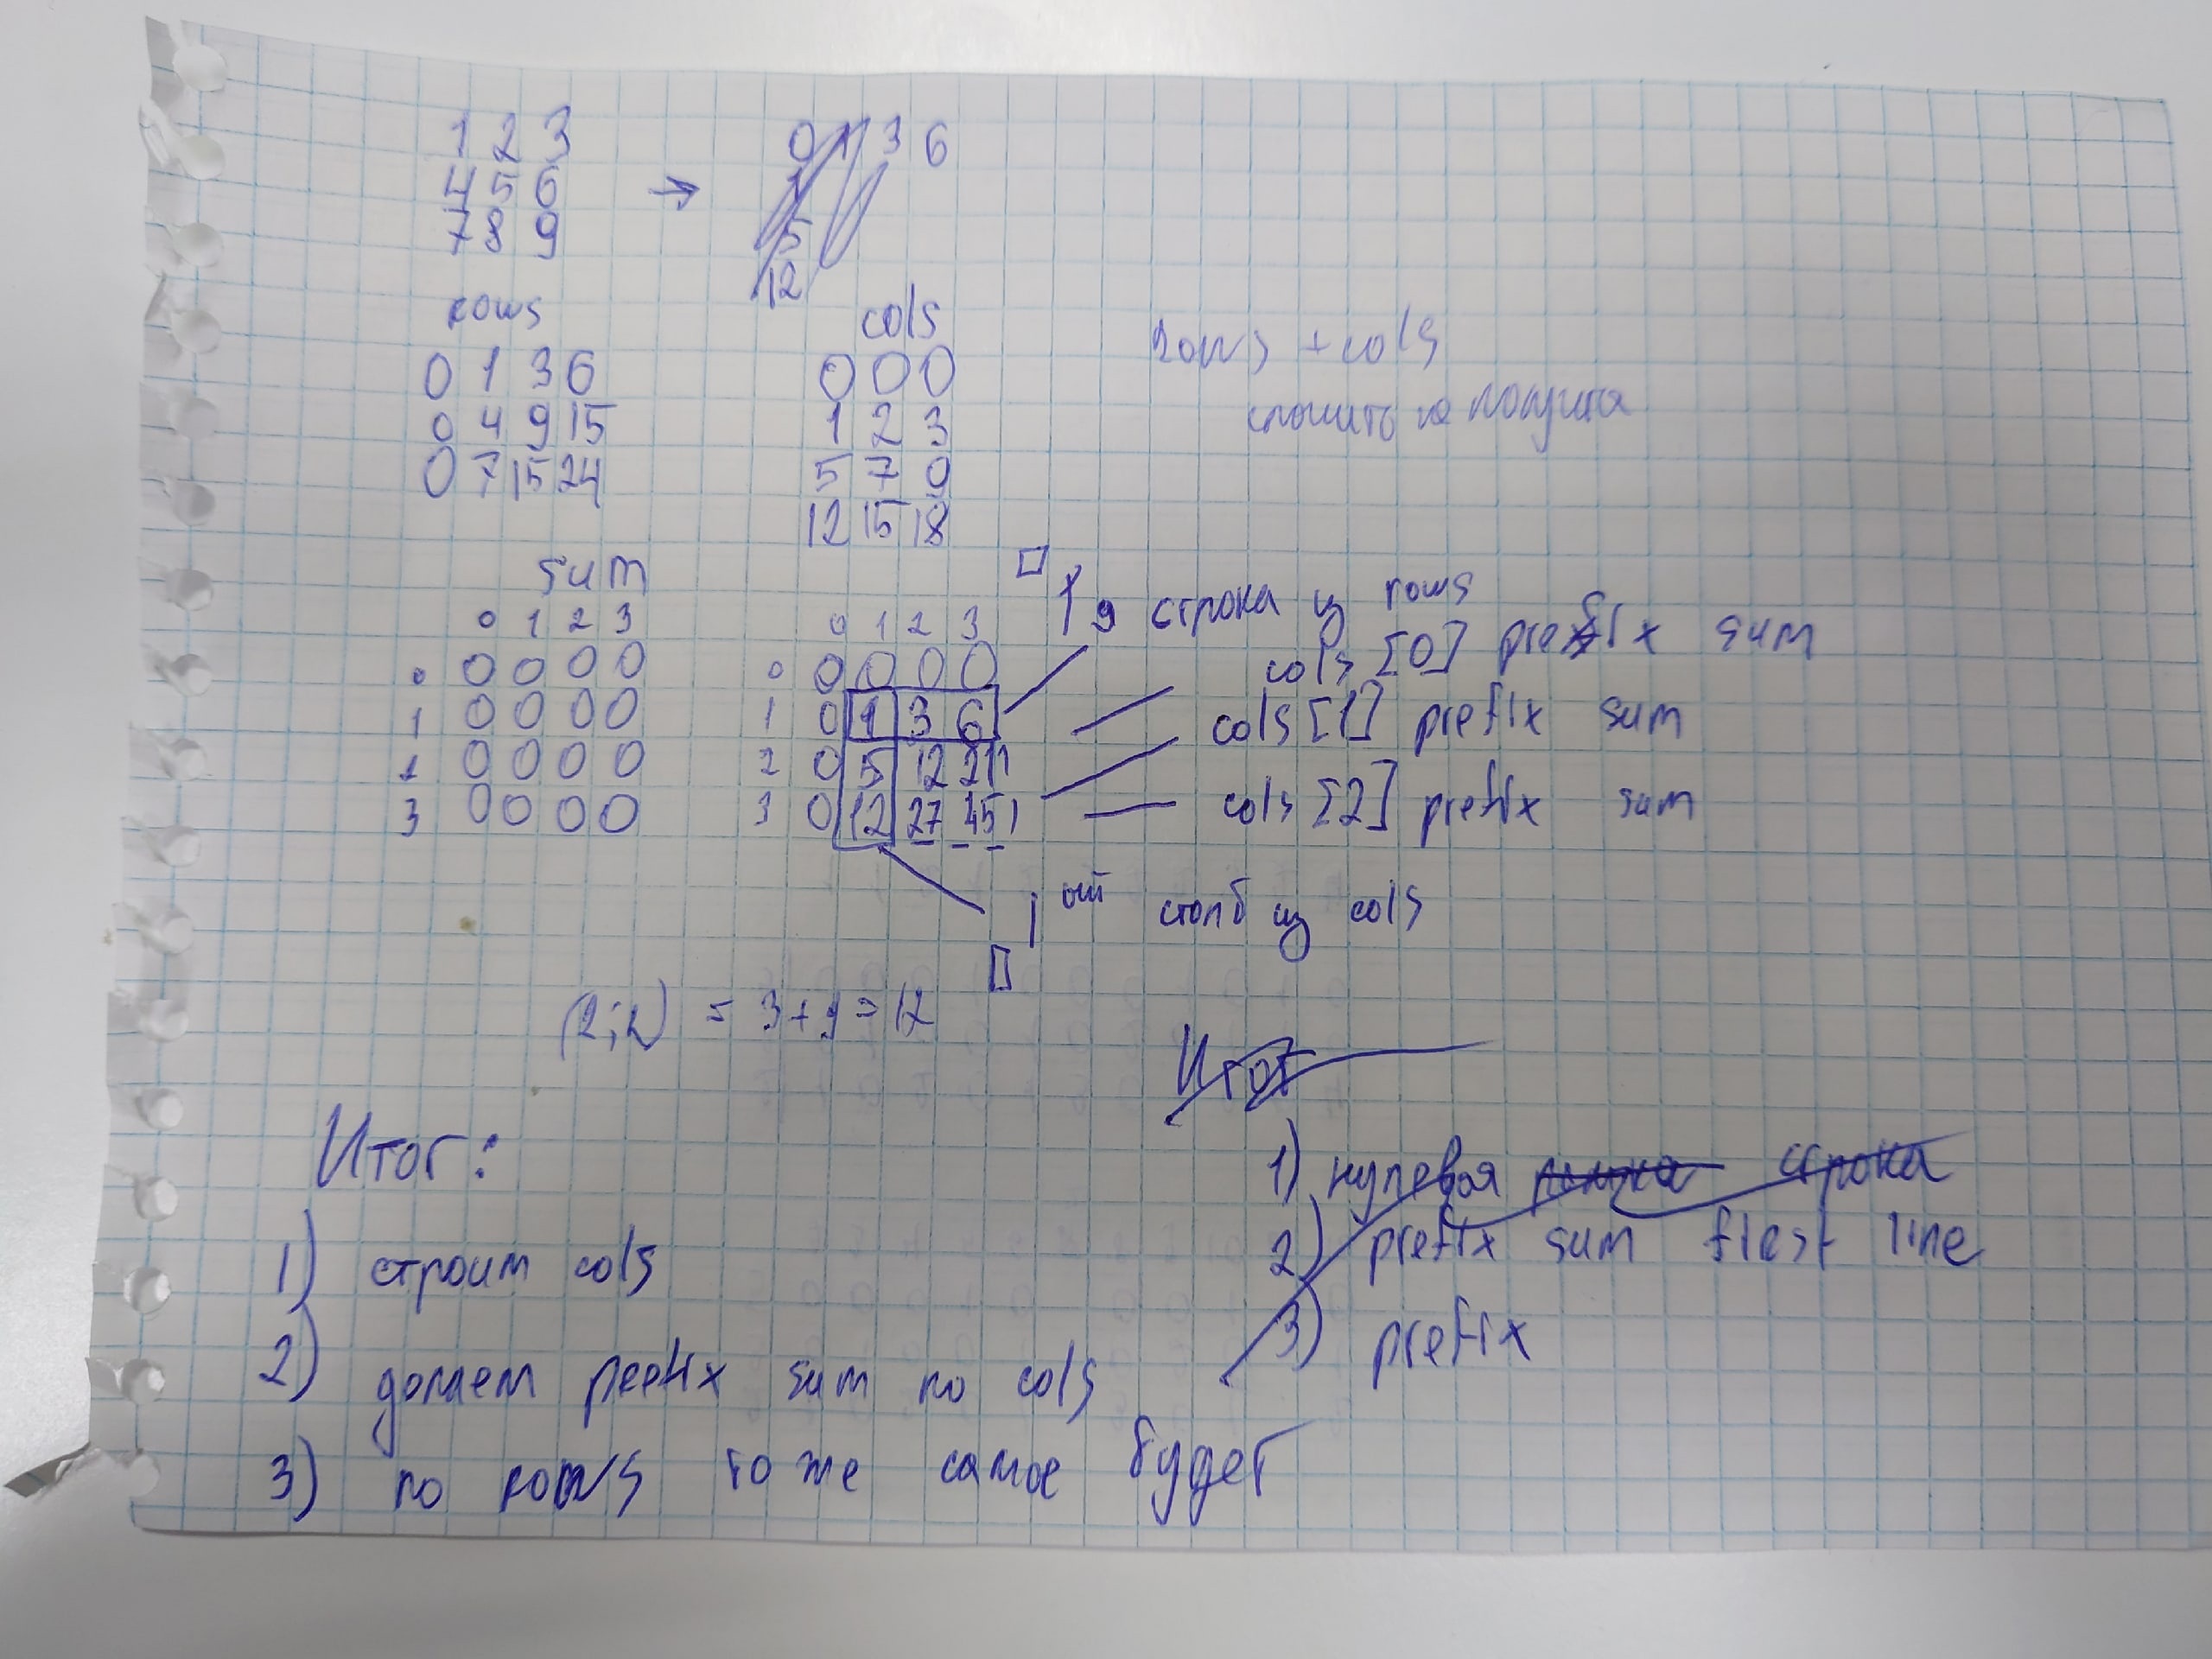 1 2 3
4 5 6
7 8 9
→
0 1 3 6
1
5
12
rows
0 1 3 6
0 4 9 15
0 7 15 24
cols
0 0 0
1 2 3
5 7 9
12 15 18
rows + cols
сложить не получится
sum
0 1 2 3
0 0 0 0 0
1 0 0 0 0
2 0 0 0 0
3 0 0 0 0
0 1 2 3
0 0 0 0 0
1 0 1 3 6
2 0 5 12 21
3 0 12 27 45
1я строка из rows
cols [0] prefix sum
cols [1] prefix sum
cols [2] prefix sum
1ый столб из cols
(2;2) = 3 + 9 = 12
Итог:
1) строим cols
2) делаем prefix sum по cols
3) по rows то же самое будет
Итог
1) нулевая строка
2) prefix sum first line
3) prefix